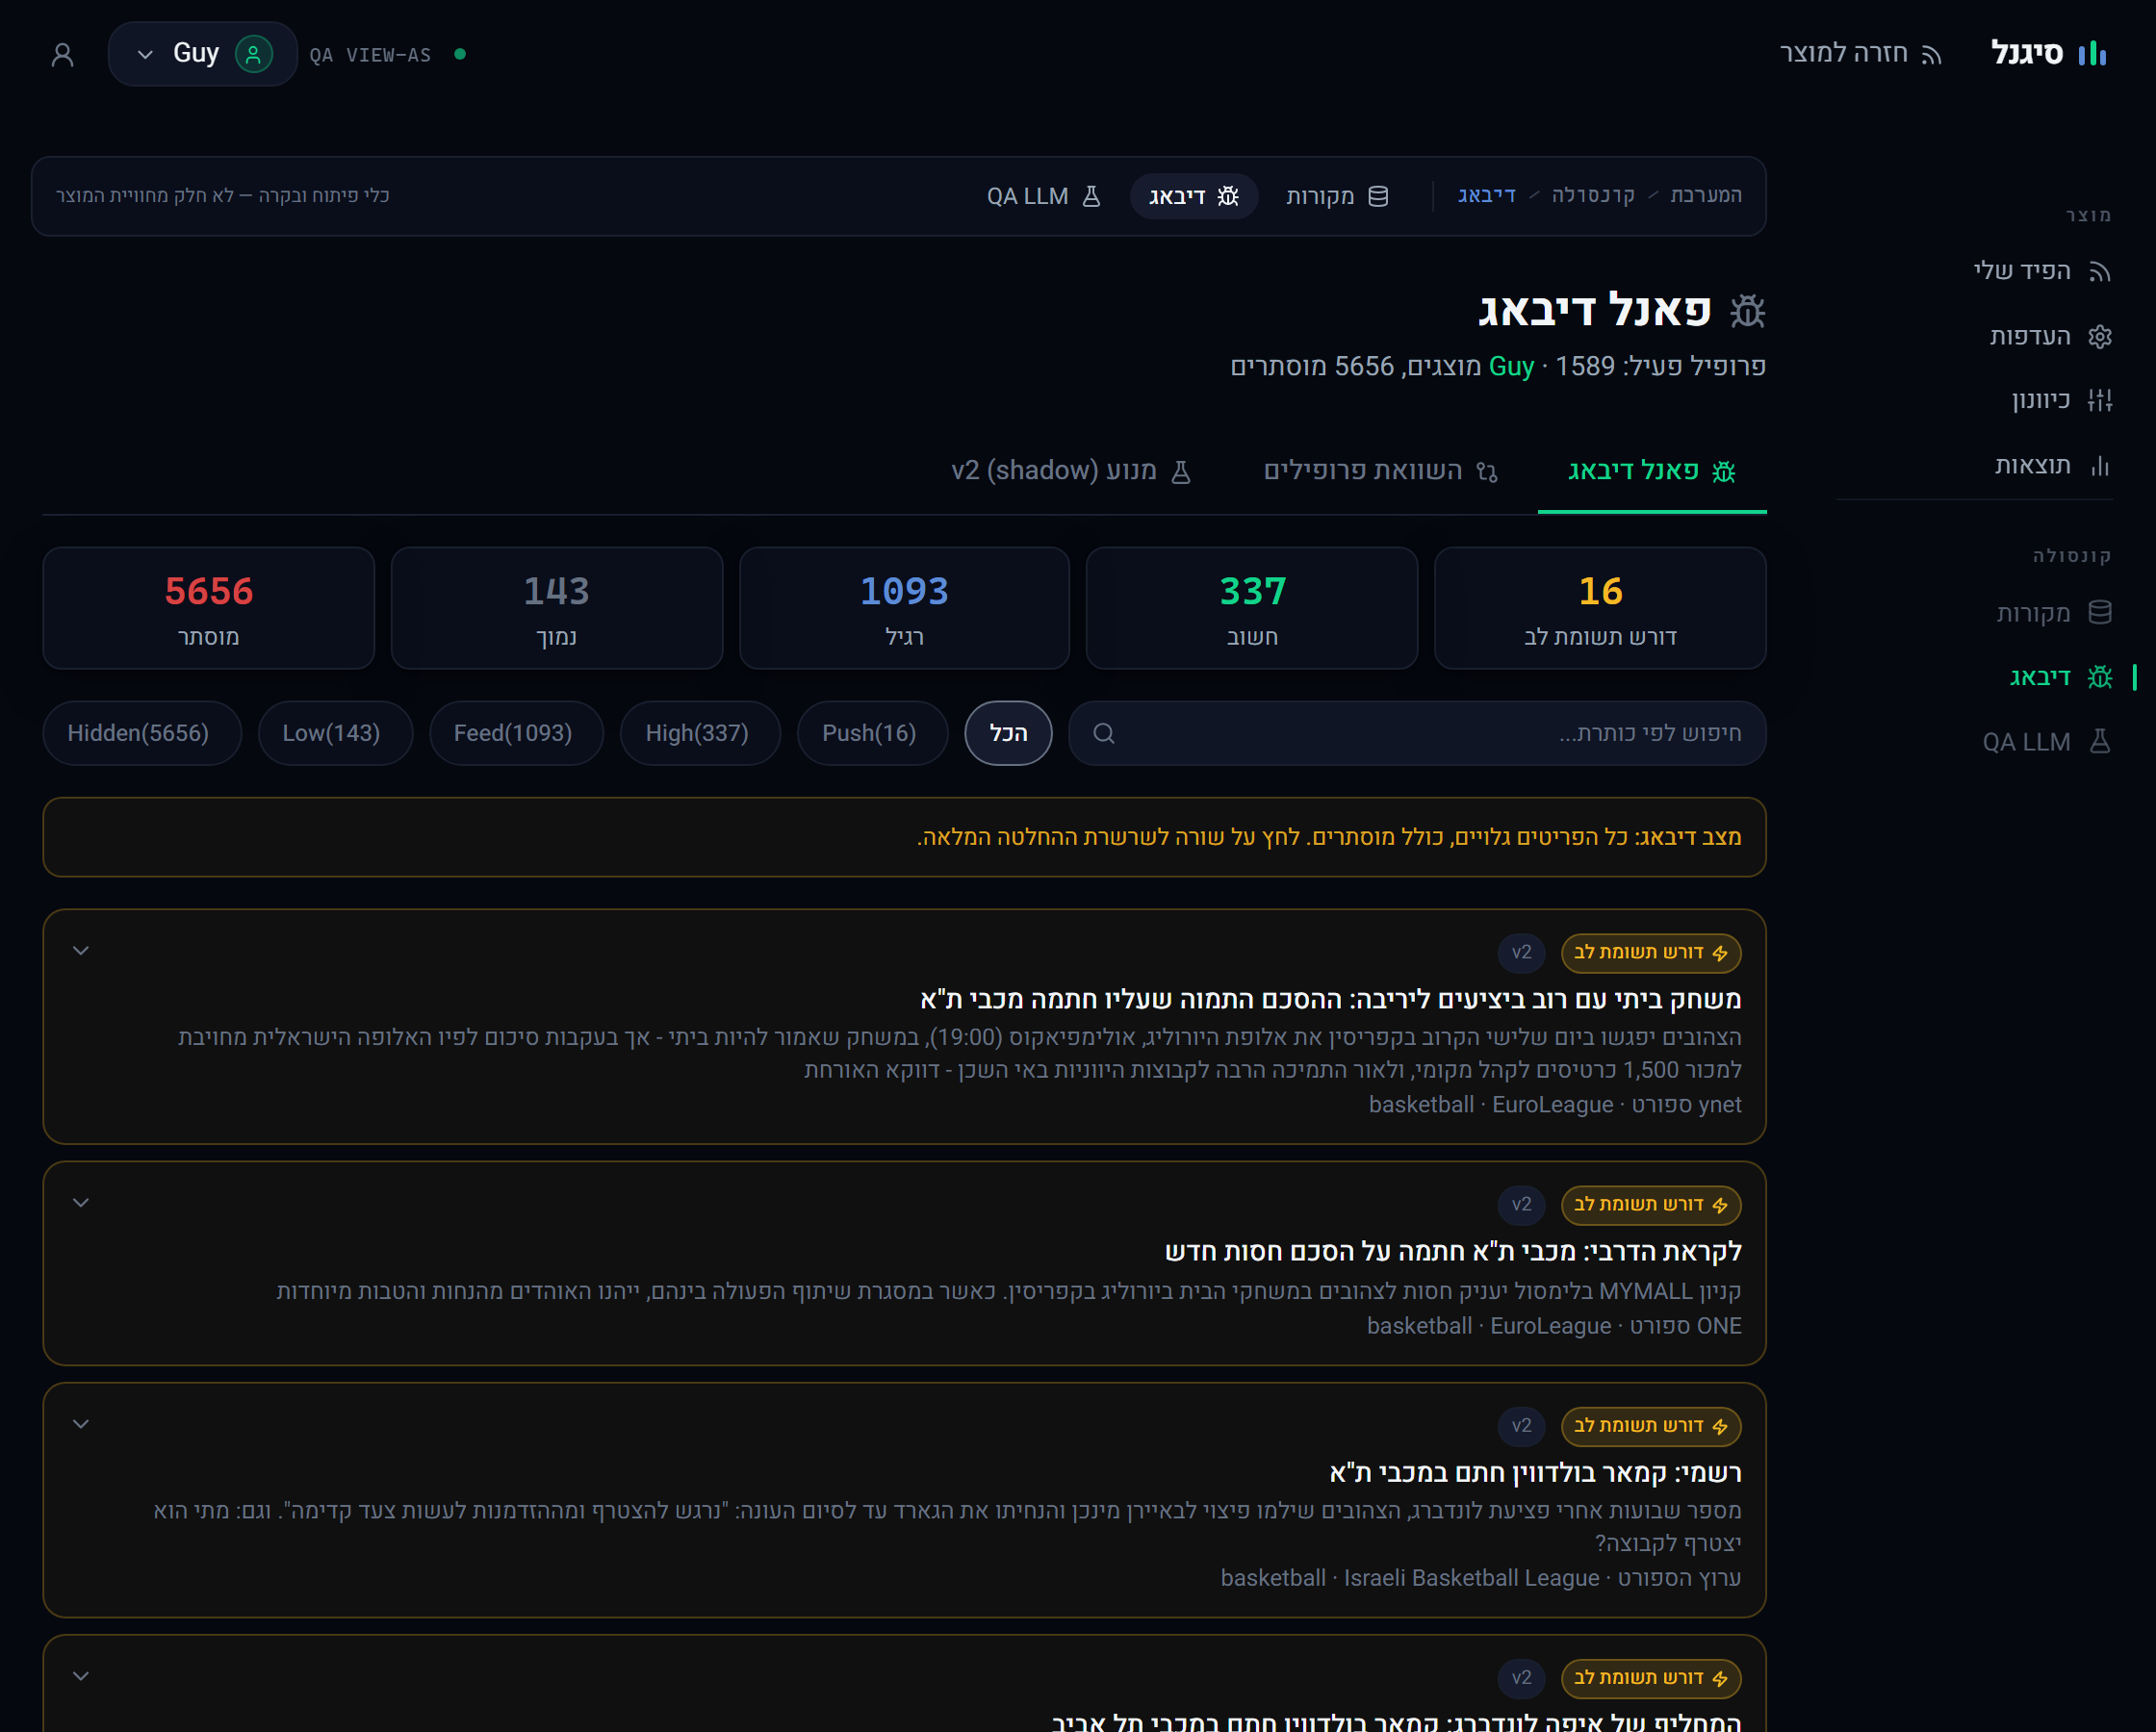 סיגנל
חזרה למוצר
QA VIEW-AS
Guy
מוצר
הפיד שלי
העדפות
כיוונון
תוצאות
קונסולה
מקורות
דיבאג
QA LLM
המערכת / קונסולה / דיבאג
מקורות
דיבאג
QA LLM
כלי פיתוח ובקרה — לא חלק מחוויית המוצר
פאנל דיבאג
פרופיל פעיל: Guy · 1589 מוצגים, 5656 מוסתרים
פאנל דיבאג
השוואת פרופילים
מנוע v2 (shadow)
16
דורש תשומת לב
337
חשוב
1093
רגיל
143
נמוך
5656
מוסתר
חיפוש לפי כותרת...
הכל
Push(16)
High(337)
Feed(1093)
Low(143)
Hidden(5656)
מצב דיבאג: כל הפריטים גלויים, כולל מוסתרים. לחץ על שורה לשרשרת ההחלטה המלאה.
דורש תשומת לב
v2
משחק ביתי עם רוב ביציעים ליריבה: ההסכם התמוה שעליו חתמה מכבי ת"א
הצהובים יפגשו ביום שלישי הקרוב בקפריסין את אלופת היורוליג, אולימפיאקוס (19:00), במשחק שאמור להיות ביתי - אך בעקבות סיכום לפיו האלופה הישראלית מחויבת
למכור 1,500 כרטיסים לקהל מקומי, ולאור התמיכה הרבה לקבוצות היווניות באי השכן - דווקא האורחת
ynet ספורט · basketball · EuroLeague
דורש תשומת לב
v2
לקראת הדרבי: מכבי ת"א חתמה על הסכם חסות חדש
קניון MYMALL בלימסול יעניק חסות לצהובים במשחקי הבית ביורוליג בקפריסין. כאשר במסגרת שיתוף הפעולה בינהם, ייהנו האוהדים מהנחות והטבות מיוחדות
ONE ספורט · basketball · EuroLeague
דורש תשומת לב
v2
רשמי: קמאר בולדווין חתם במכבי ת"א
מספר שבועות אחרי פציעת לונדברג, הצהובים שילמו פיצוי לבאיירן מינכן והנחיתו את הגארד עד לסיום העונה: "נרגש להצטרף ומההזדמנות לעשות צעד קדימה". וגם: מתי הוא
יצטרף לקבוצה?
ערוץ הספורט · basketball · Israeli Basketball League
דורש תשומת לב
v2
המחליף של איפה לונדברג: קמאר בולדווין חתם במכבי תל אביב